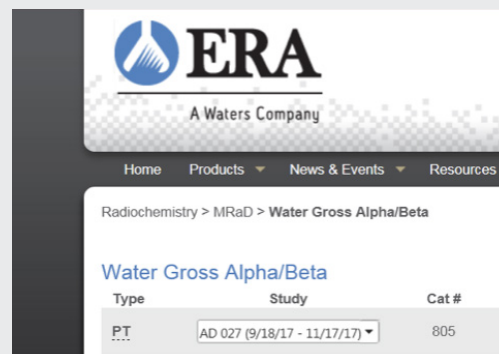 ERA
A Waters Company
Home Products News & Events Resources
Radiochemistry > MRaD > Water Gross Alpha/Beta
Water Gross Alpha/Beta
Type Study Cat #
PT AD 027 (9/18/17 - 11/17/17) 805